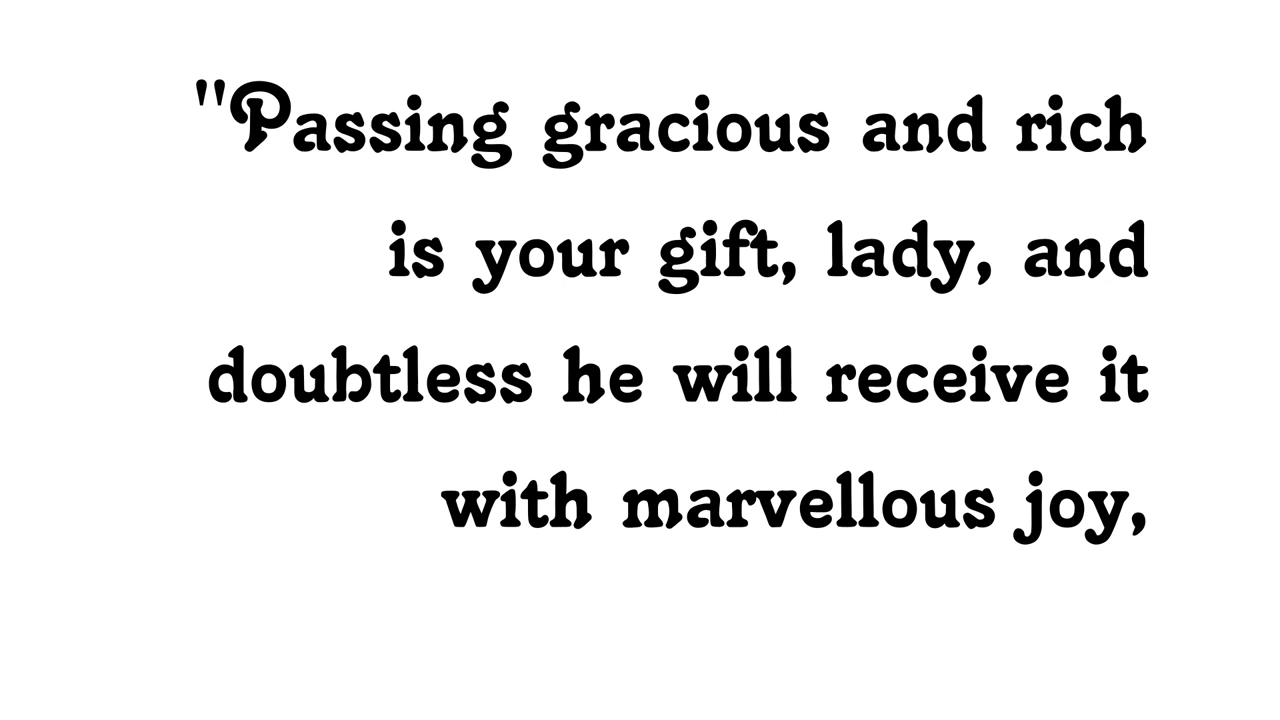 "Passing gracious and rich
is your gift, lady, and
doubtless he will receive it
with marvellous joy,